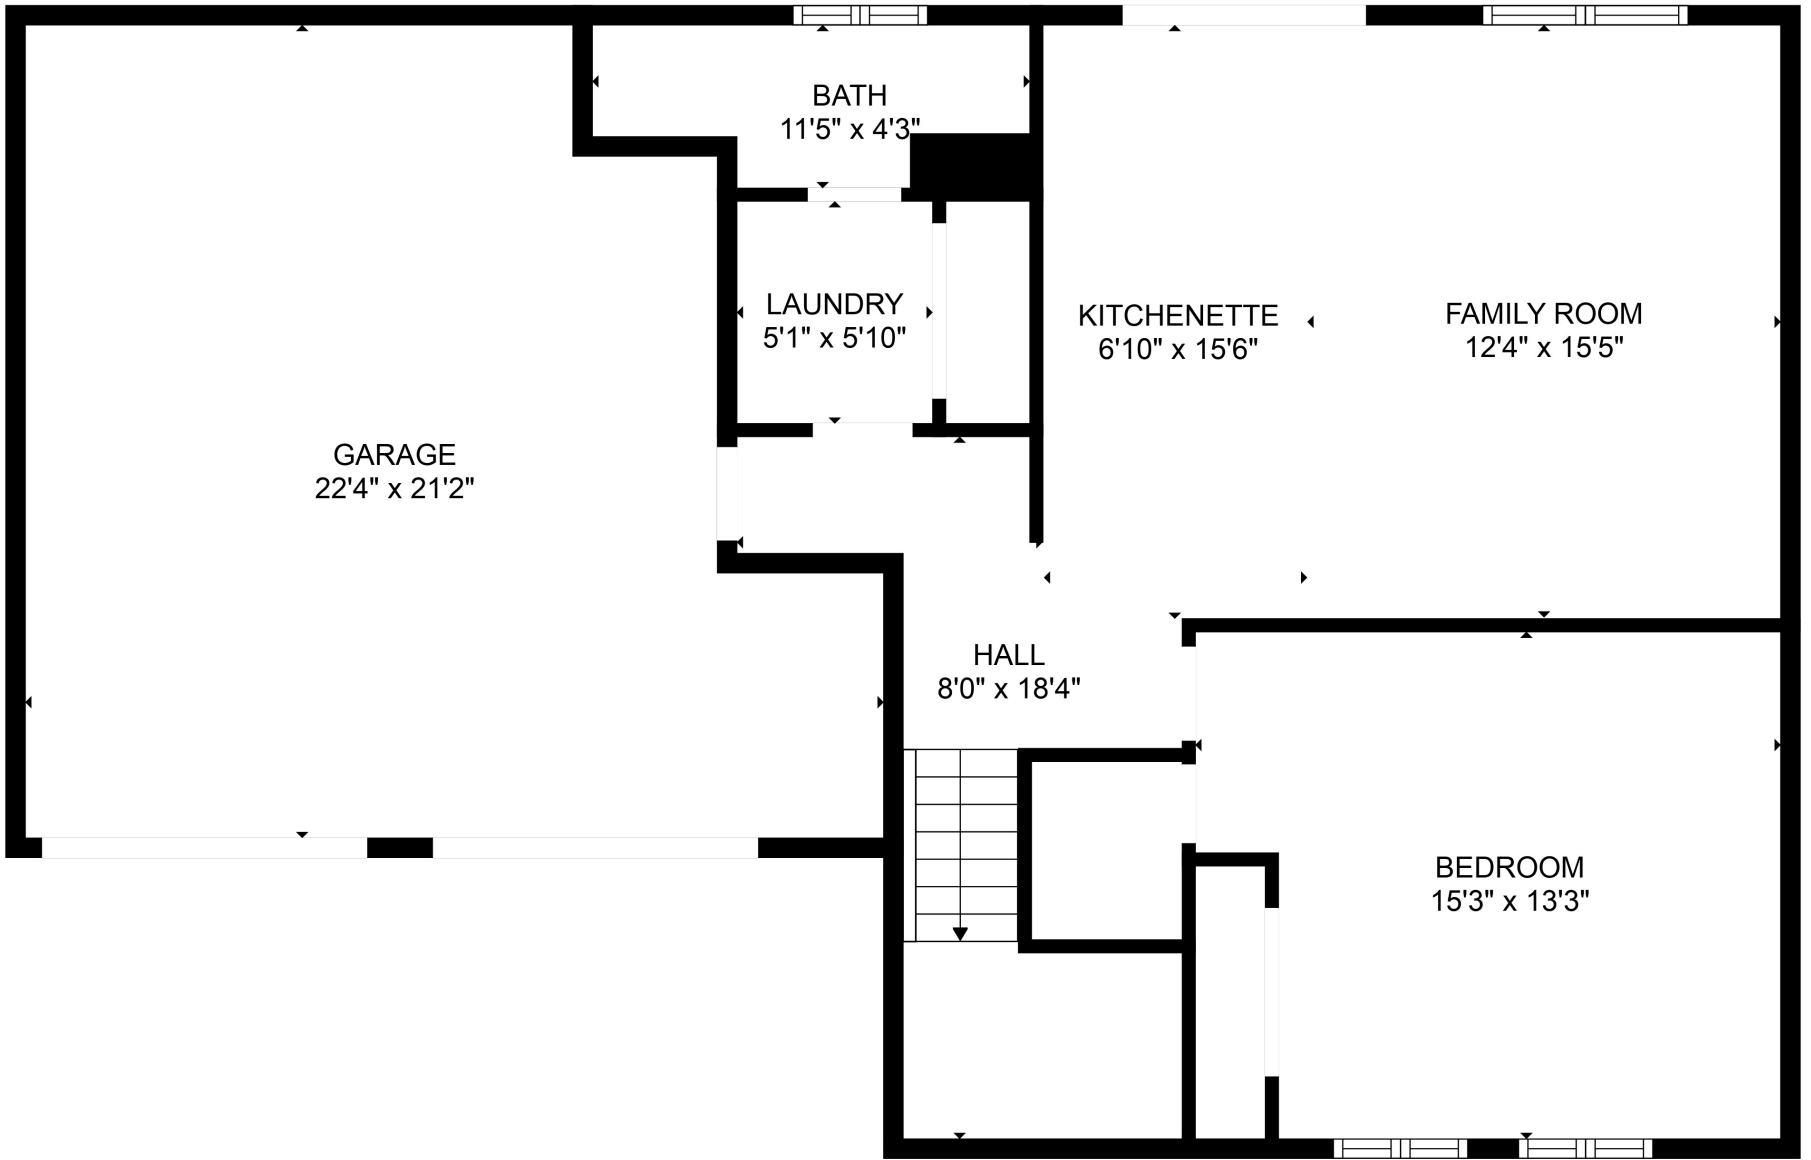 BATH
11'5" x 4'3"
LAUNDRY
5'1" x 5'10"
KITCHENETTE
6'10" x 15'6"
FAMILY ROOM
12'4" x 15'5"
GARAGE
22'4" x 21'2"
HALL
8'0" x 18'4"
BEDROOM
15'3" x 13'3"